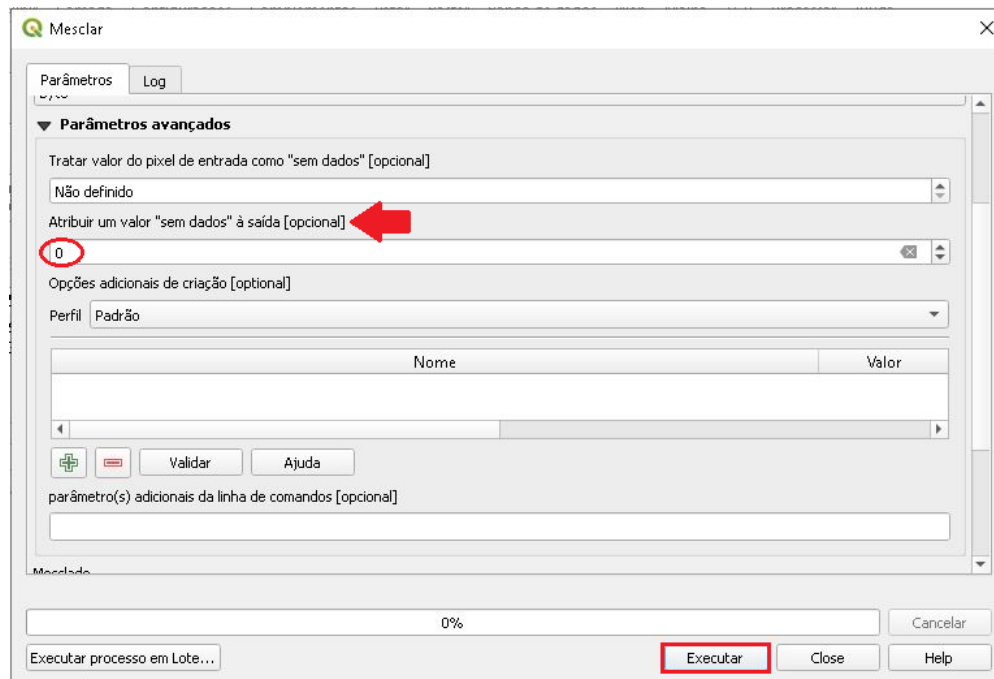 Mesclar
Parâmetros Log
Byte
Parâmetros avançados
Tratar valor do pixel de entrada como "sem dados" [opcional]
Não definido
Atribuir um valor "sem dados" à saída [opcional]
0
Opções adicionais de criação [optional]
Perfil Padrão
Nome Valor
Validar Ajuda
parâmetro(s) adicionais da linha de comandos [opcional]
Mesclado
0% Cancelar
Executar processo em Lote... Executar Close Help